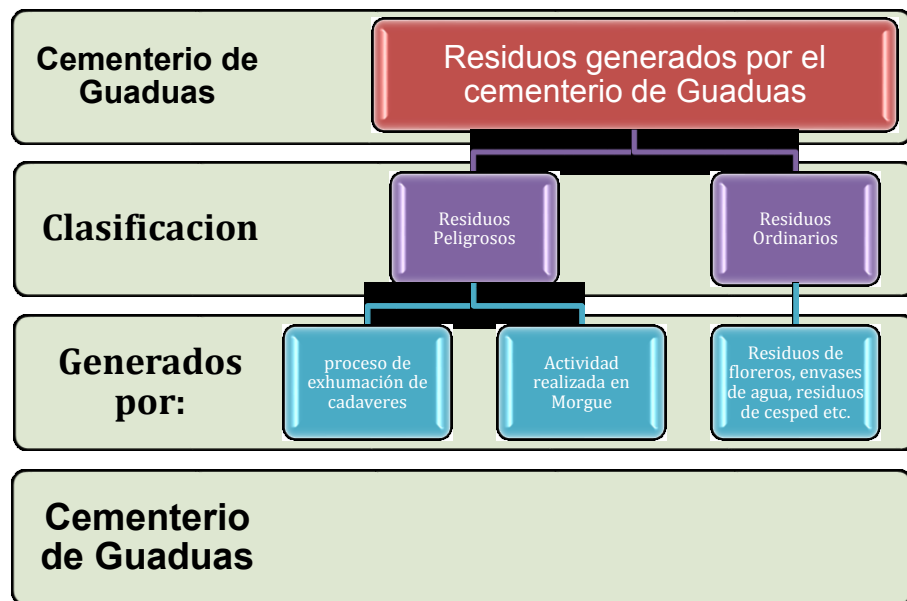 Cementerio de
Guaduas
Residuos generados por el
cementerio de Guaduas
Clasificacion
Residuos
Peligrosos
Residuos
Ordinarios
Generados
por:
proceso de
exhumación de
cadaveres
Actividad
realizada en
Morgue
Residuos de
floreros, envases
de agua, residuos
de cesped etc.
Cementerio
de Guaduas